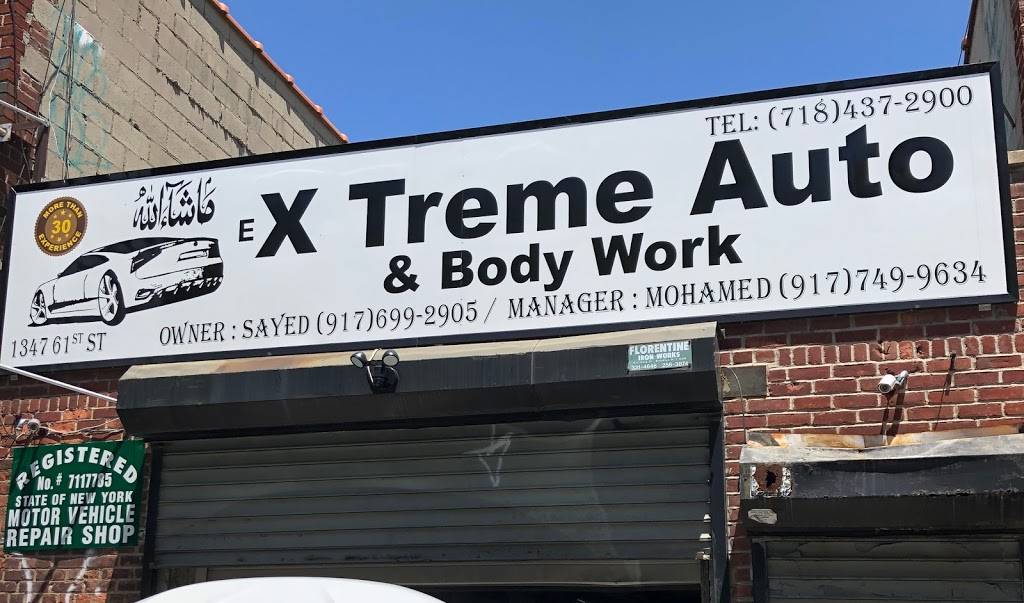 TEL: (718)437-2900
MORE THAN
30
EXPERIENCE
ما شاء الله
EX Treme Auto
& Body Work
OWNER : SAYED (917)699-2905 / MANAGER : MOHAMED (917)749-9634
1347 61ST ST
FLORENTINE
IRON WORKS
REGISTERED
No. # 7117785
STATE OF NEW YORK
MOTOR VEHICLE
REPAIR SHOP